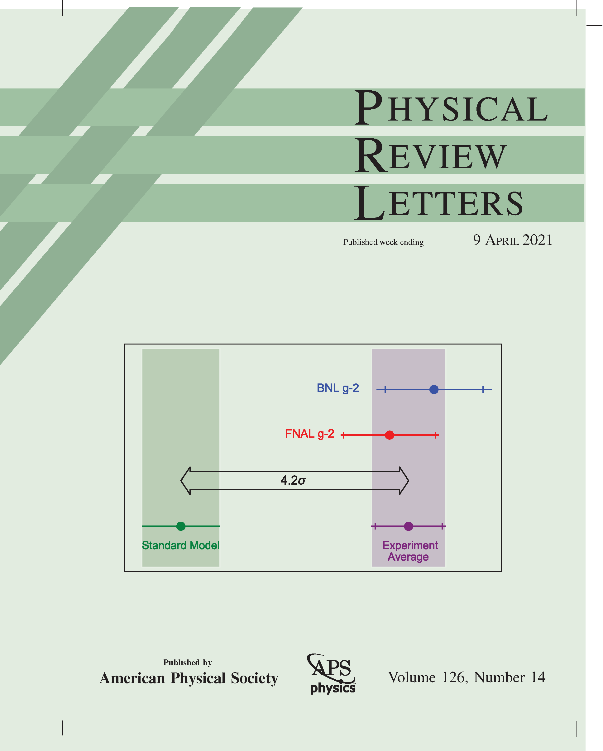 PHYSICAL
REVIEW
LETTERS
Published week ending 9 APRIL 2021
BNL g-2
FNAL g-2
4.2σ
Standard Model
Experiment
Average
Published by
American Physical Society
APS
physics
Volume 126, Number 14